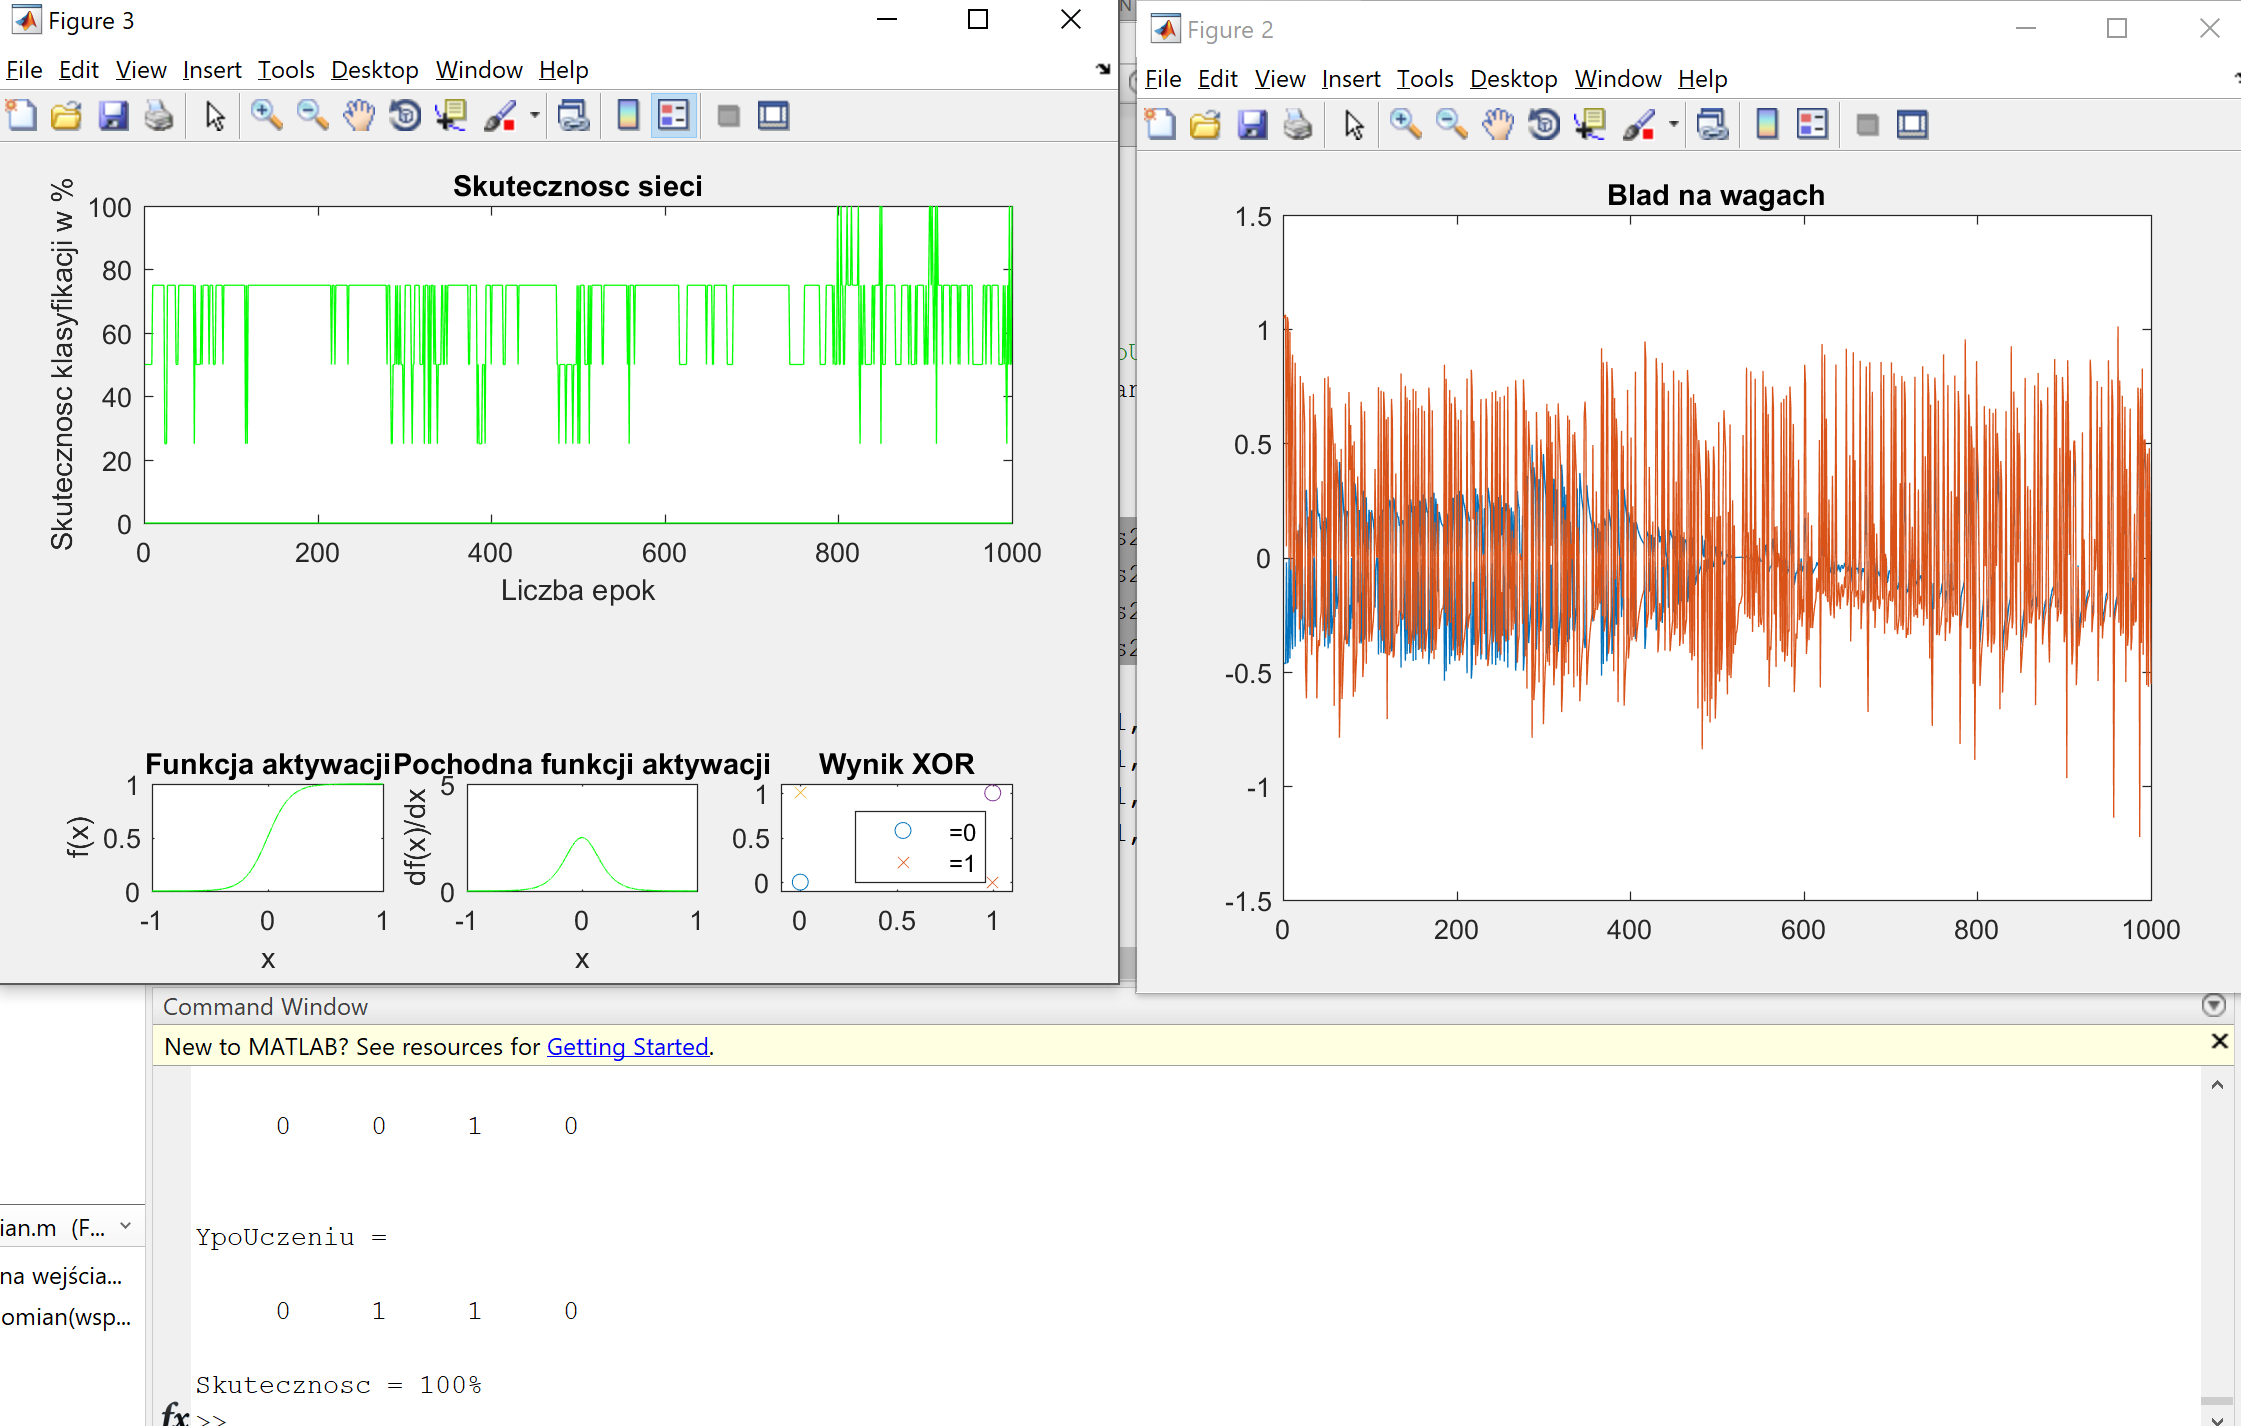 Figure 3
File Edit View Insert Tools Desktop Window Help
Skutecznosc sieci
Skutecznosc klasyfikacji w %
100
80
60
40
20
0
0 200 400 600 800 1000
Liczba epok
Funkcja aktywacji
f(x)
1
0.5
0
-1 0 1
x
Pochodna funkcji aktywacji
df(x)/dx
5
0
-1 0 1
x
Wynik XOR
1
0.5
0
=0
=1
0 0.5 1
Figure 2
File Edit View Insert Tools Desktop Window Help
Blad na wagach
1.5
1
0.5
0
-0.5
-1
-1.5
0 200 400 600 800 1000
Command Window
New to MATLAB? See resources for Getting Started.
0 0 1 0
YpoUczeniu =
0 1 1 0
Skutecznosc = 100%
fx >>
ian.m (F...
na wejścia...
omian(wsp...